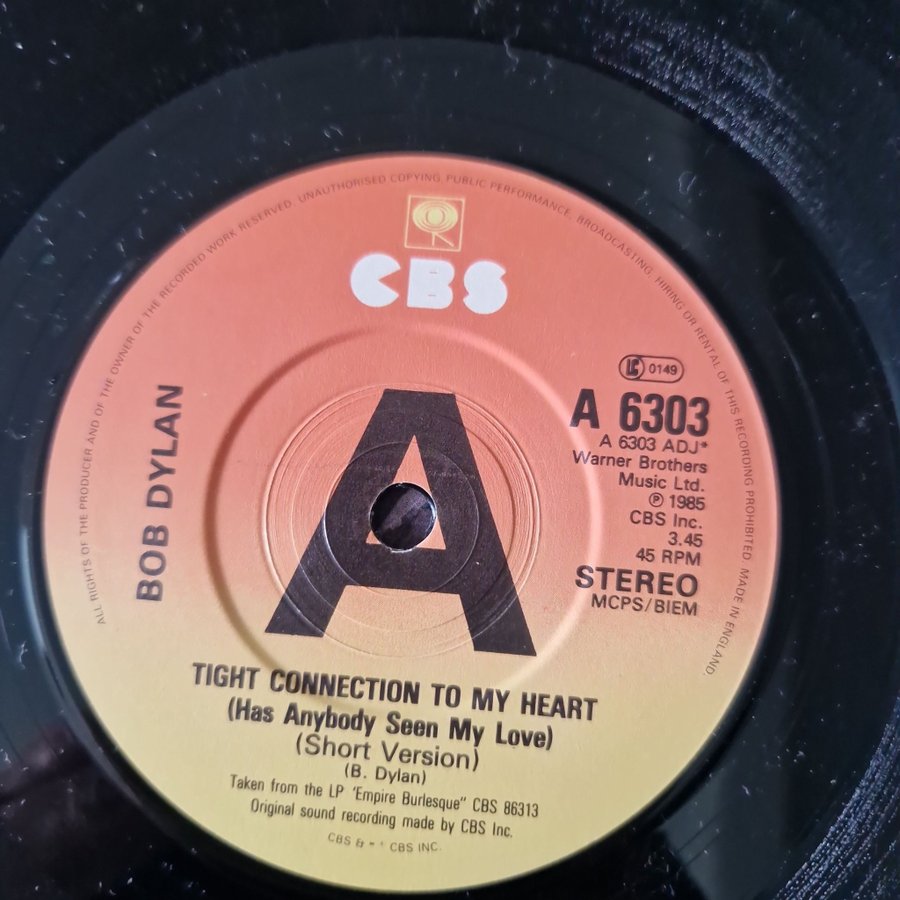 ALL RIGHTS OF THE PRODUCER AND OF THE OWNER OF THE RECORDED WORK RESERVED. UNAUTHORISED COPYING, PUBLIC PERFORMANCE, BROADCASTING, HIRING OR RENTAL OF THIS RECORDING PROHIBITED. MADE IN ENGLAND.
CBS
BOB DYLAN
A
LC 0149
A 6303
A 6303 ADJ*
Warner Brothers
Music Ltd.
℗ 1985
CBS Inc.
3.45
45 RPM
STEREO
MCPS/BIEM
TIGHT CONNECTION TO MY HEART
(Has Anybody Seen My Love)
(Short Version)
(B. Dylan)
Taken from the LP 'Empire Burlesque" CBS 86313
Original sound recording made by CBS Inc.
CBS & CBS INC.